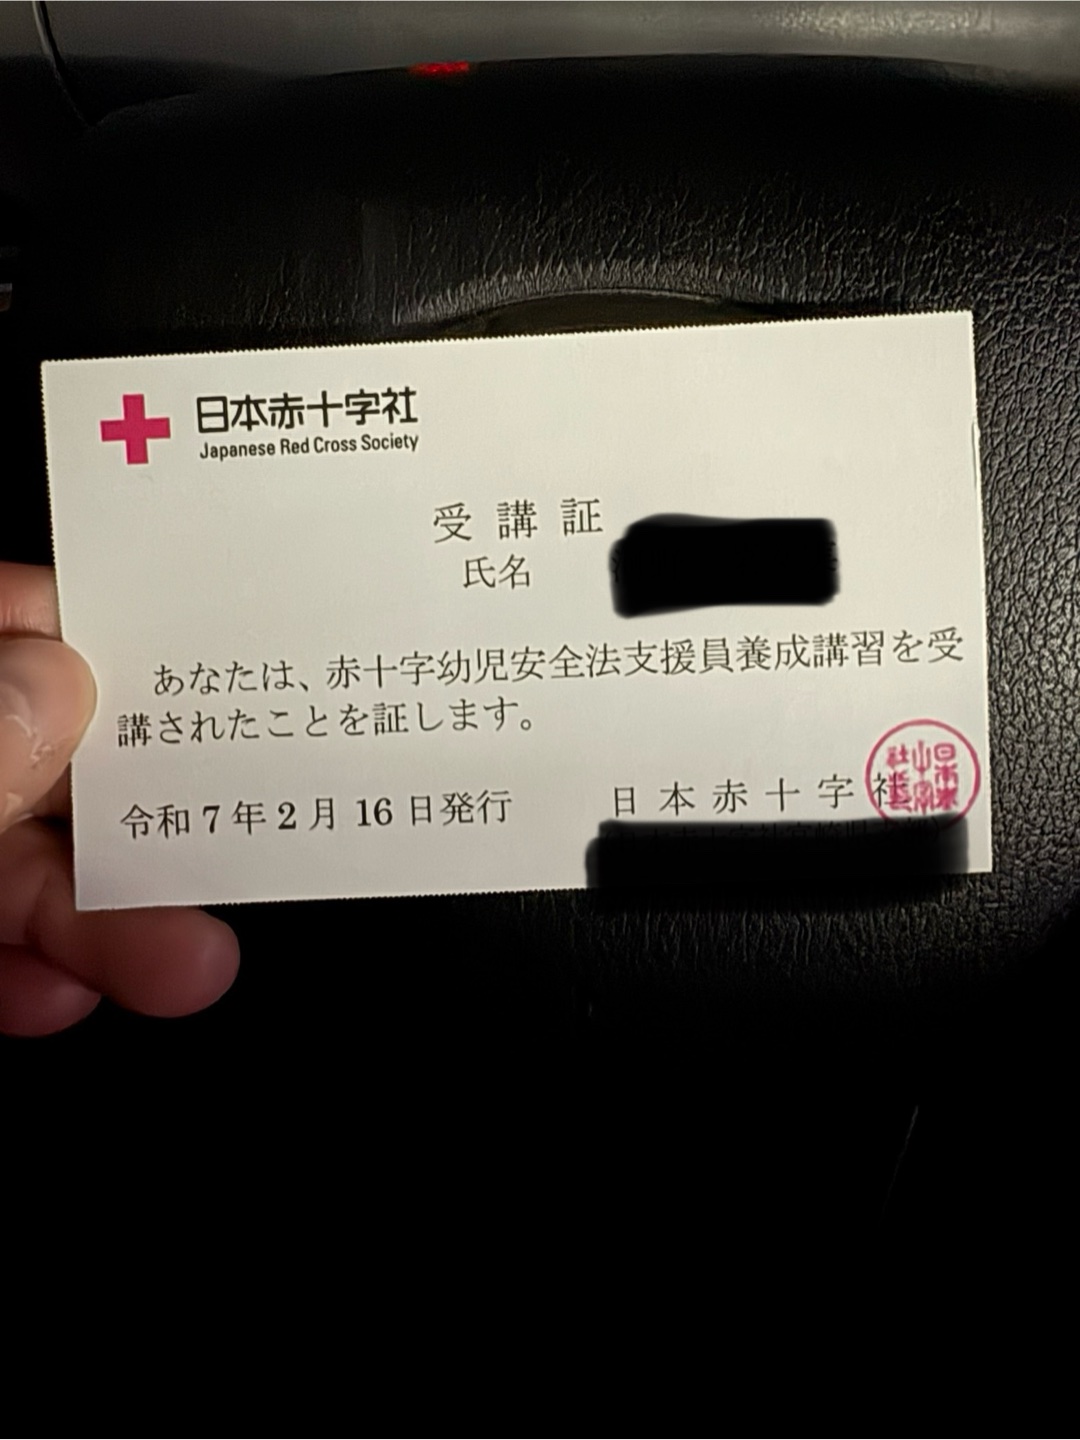 日本赤十字社
Japanese Red Cross Society
受講証
氏名
あなたは、赤十字幼児安全法支援員養成講習を受
講されたことを証します。
令和7年2月16日発行
日本赤十字社